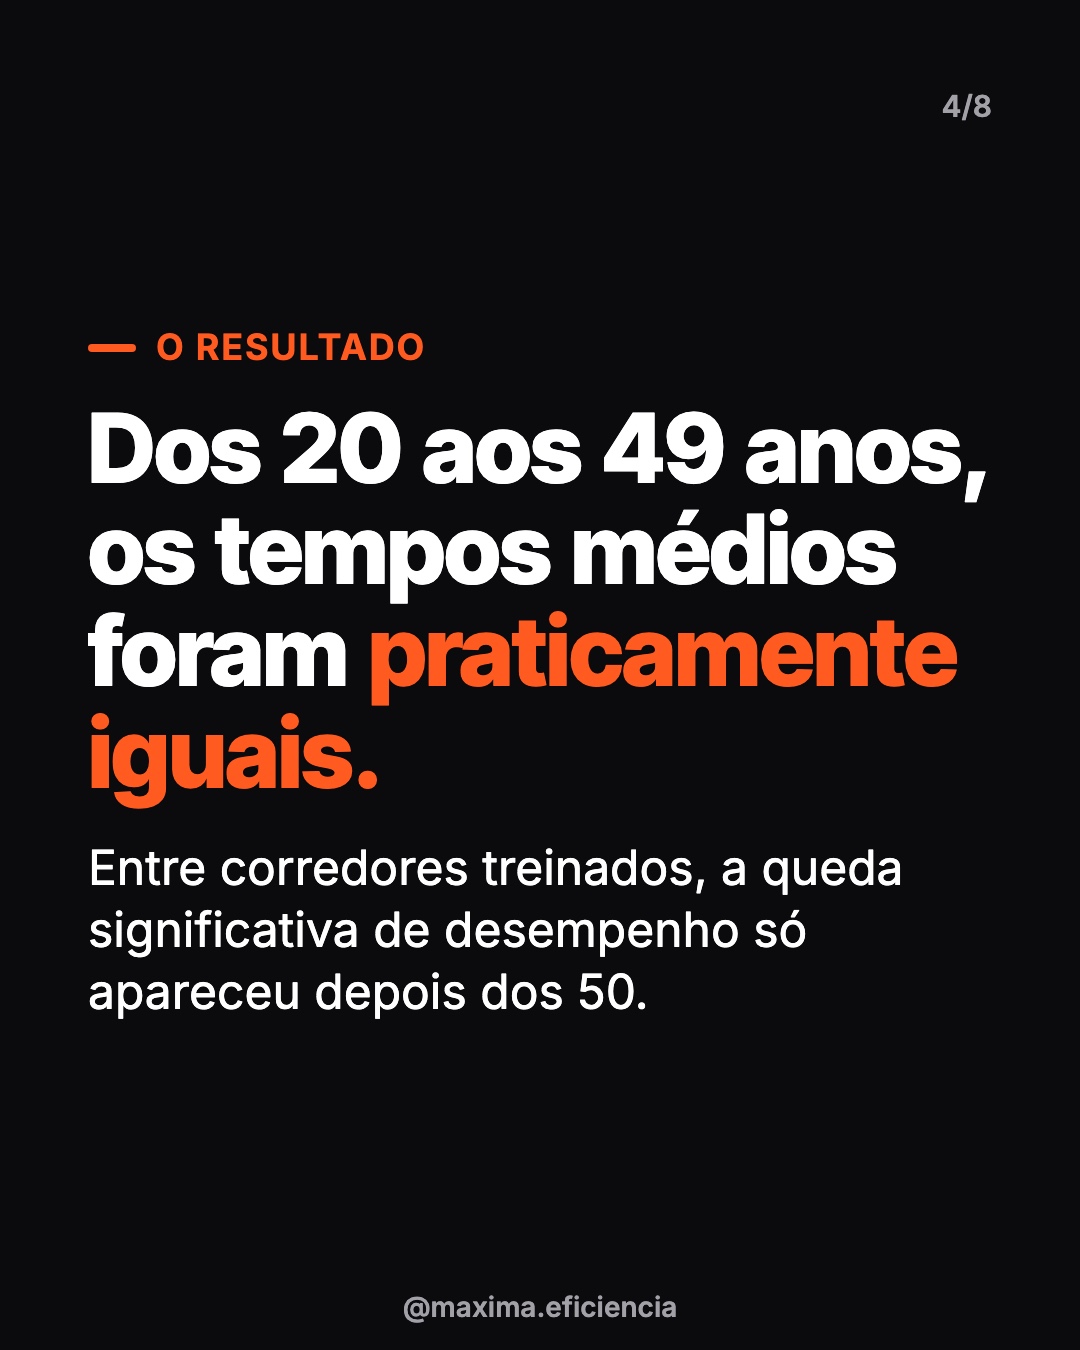 4/8
O RESULTADO
Dos 20 aos 49 anos,
os tempos médios
foram praticamente
iguais.
Entre corredores treinados, a queda
significativa de desempenho só
apareceu depois dos 50.
@maxima.eficiencia